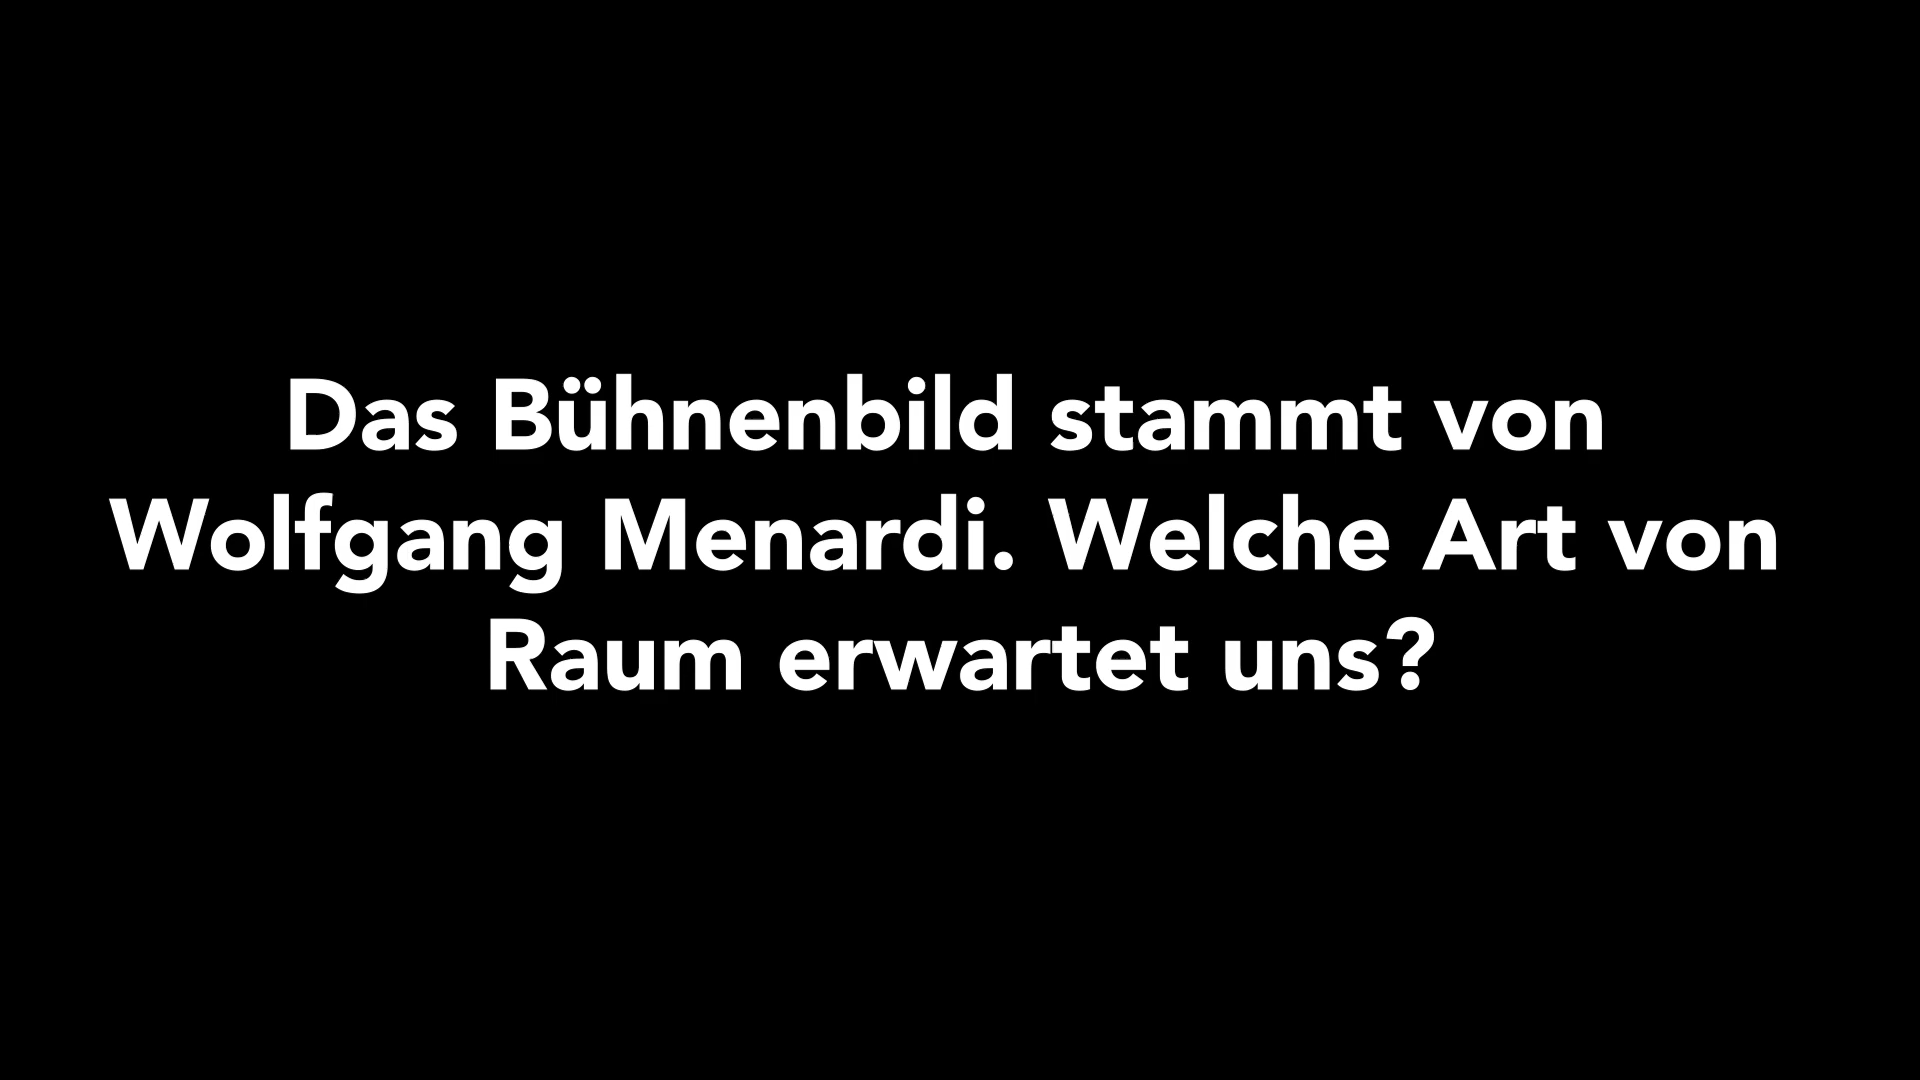 Das Bühnenbild stammt von
Wolfgang Menardi. Welche Art von
Raum erwartet uns?